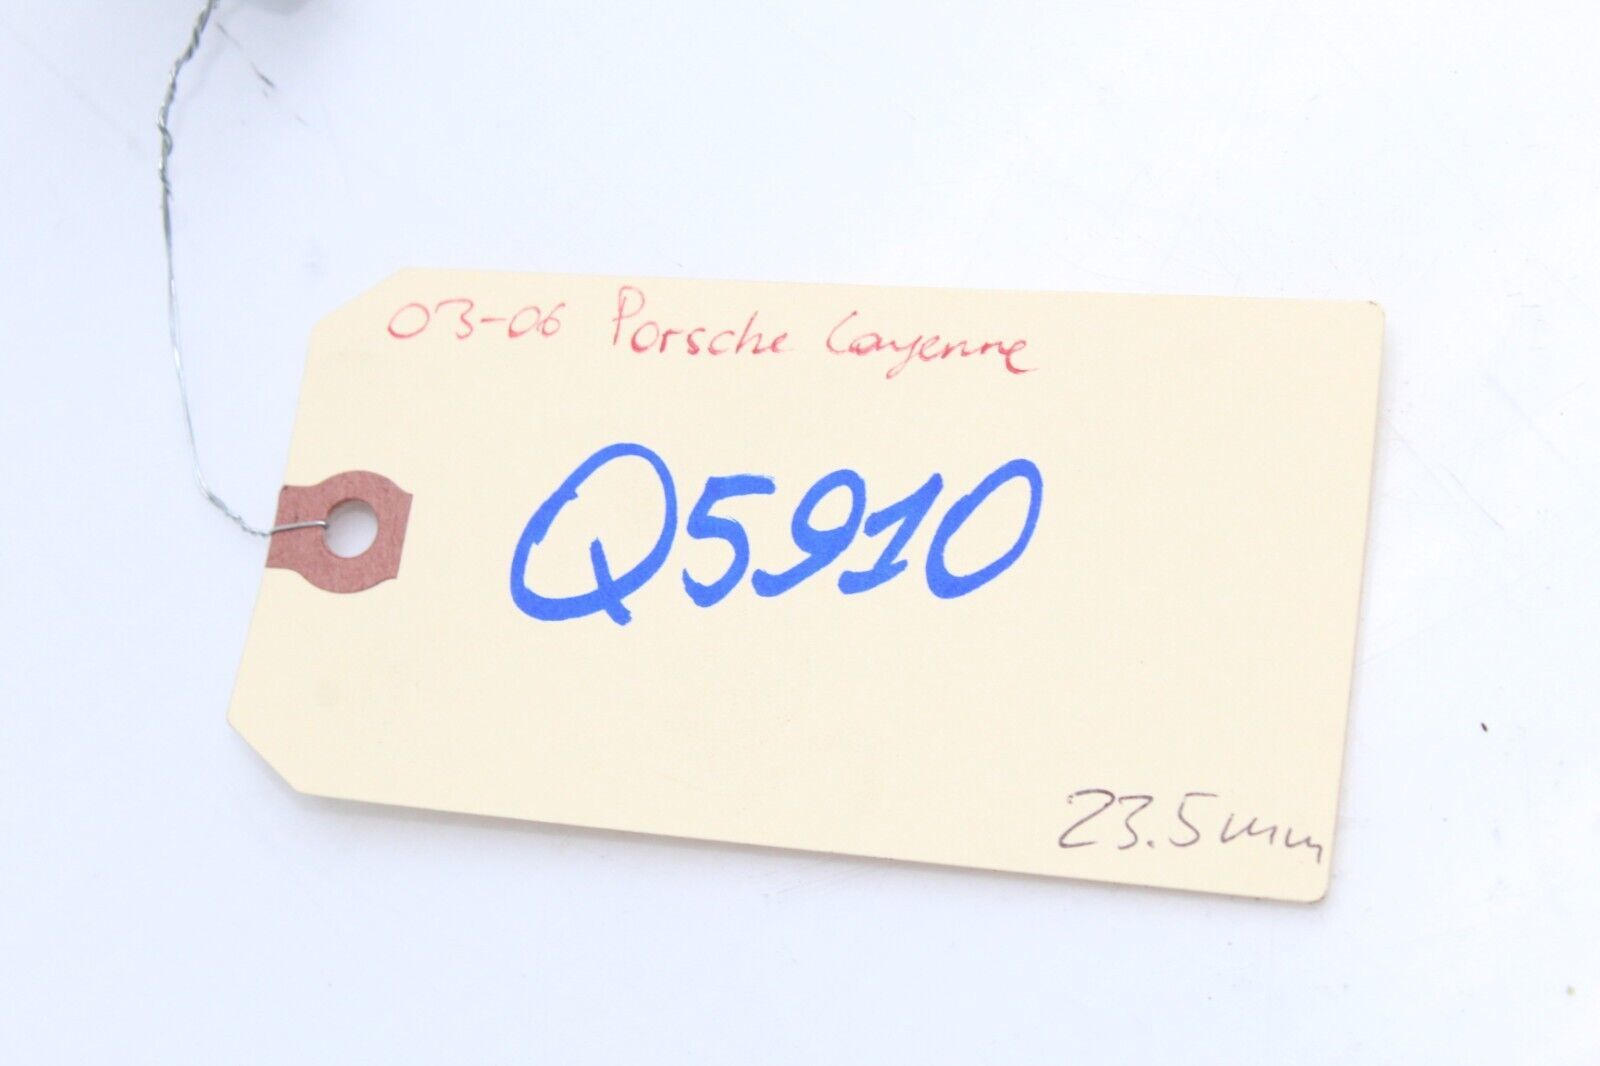 03-06 Porsche Cayenne
Q5910
23.5mm